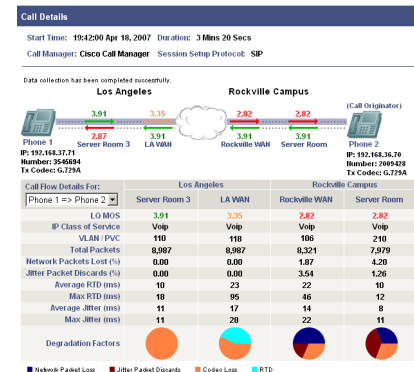 Call Details
Start Time: 19:42:00 Apr 18, 2007 Duration: 3 Mins 20 Secs
Call Manager: Cisco Call Manager Session Setup Protocol: SIP
Data collection has been completed successfully.
Los Angeles Rockville Campus
(Call Originator)
3.91 3.35 2.82 2.82
2.87 3.91 3.91 3.91
Phone 1 Server Room 3 LA WAN Rockville WAN Server Room Phone 2
IP: 192.168.37.71
Number: 3545694
Tx Codec: G.729A
IP: 192.168.36.70
Number: 2009428
Tx Codec: G.729A
Call Flow Details For: Los Angeles Rockville Campus
Phone 1 => Phone 2 Server Room 3 LA WAN Rockville WAN Server Room
LQ MOS 3.91 3.35 2.82 2.82
IP Class of Service Voip Voip Voip Voip
VLAN / PVC 110 118 106 210
Total Packets 8,987 8,987 8,321 7,979
Network Packets Lost (%) 0.00 0.00 1.87 4.20
Jitter Packet Discards (%) 0.00 0.00 3.54 1.26
Average RTD (ms) 10 23 22 10
Max RTD (ms) 18 95 46 12
Average Jitter (ms) 11 17 14 8
Max Jitter (ms) 11 28 22 11
Degradation Factors
Network Packet Loss Jitter Packet Discards Codec Loss RTD